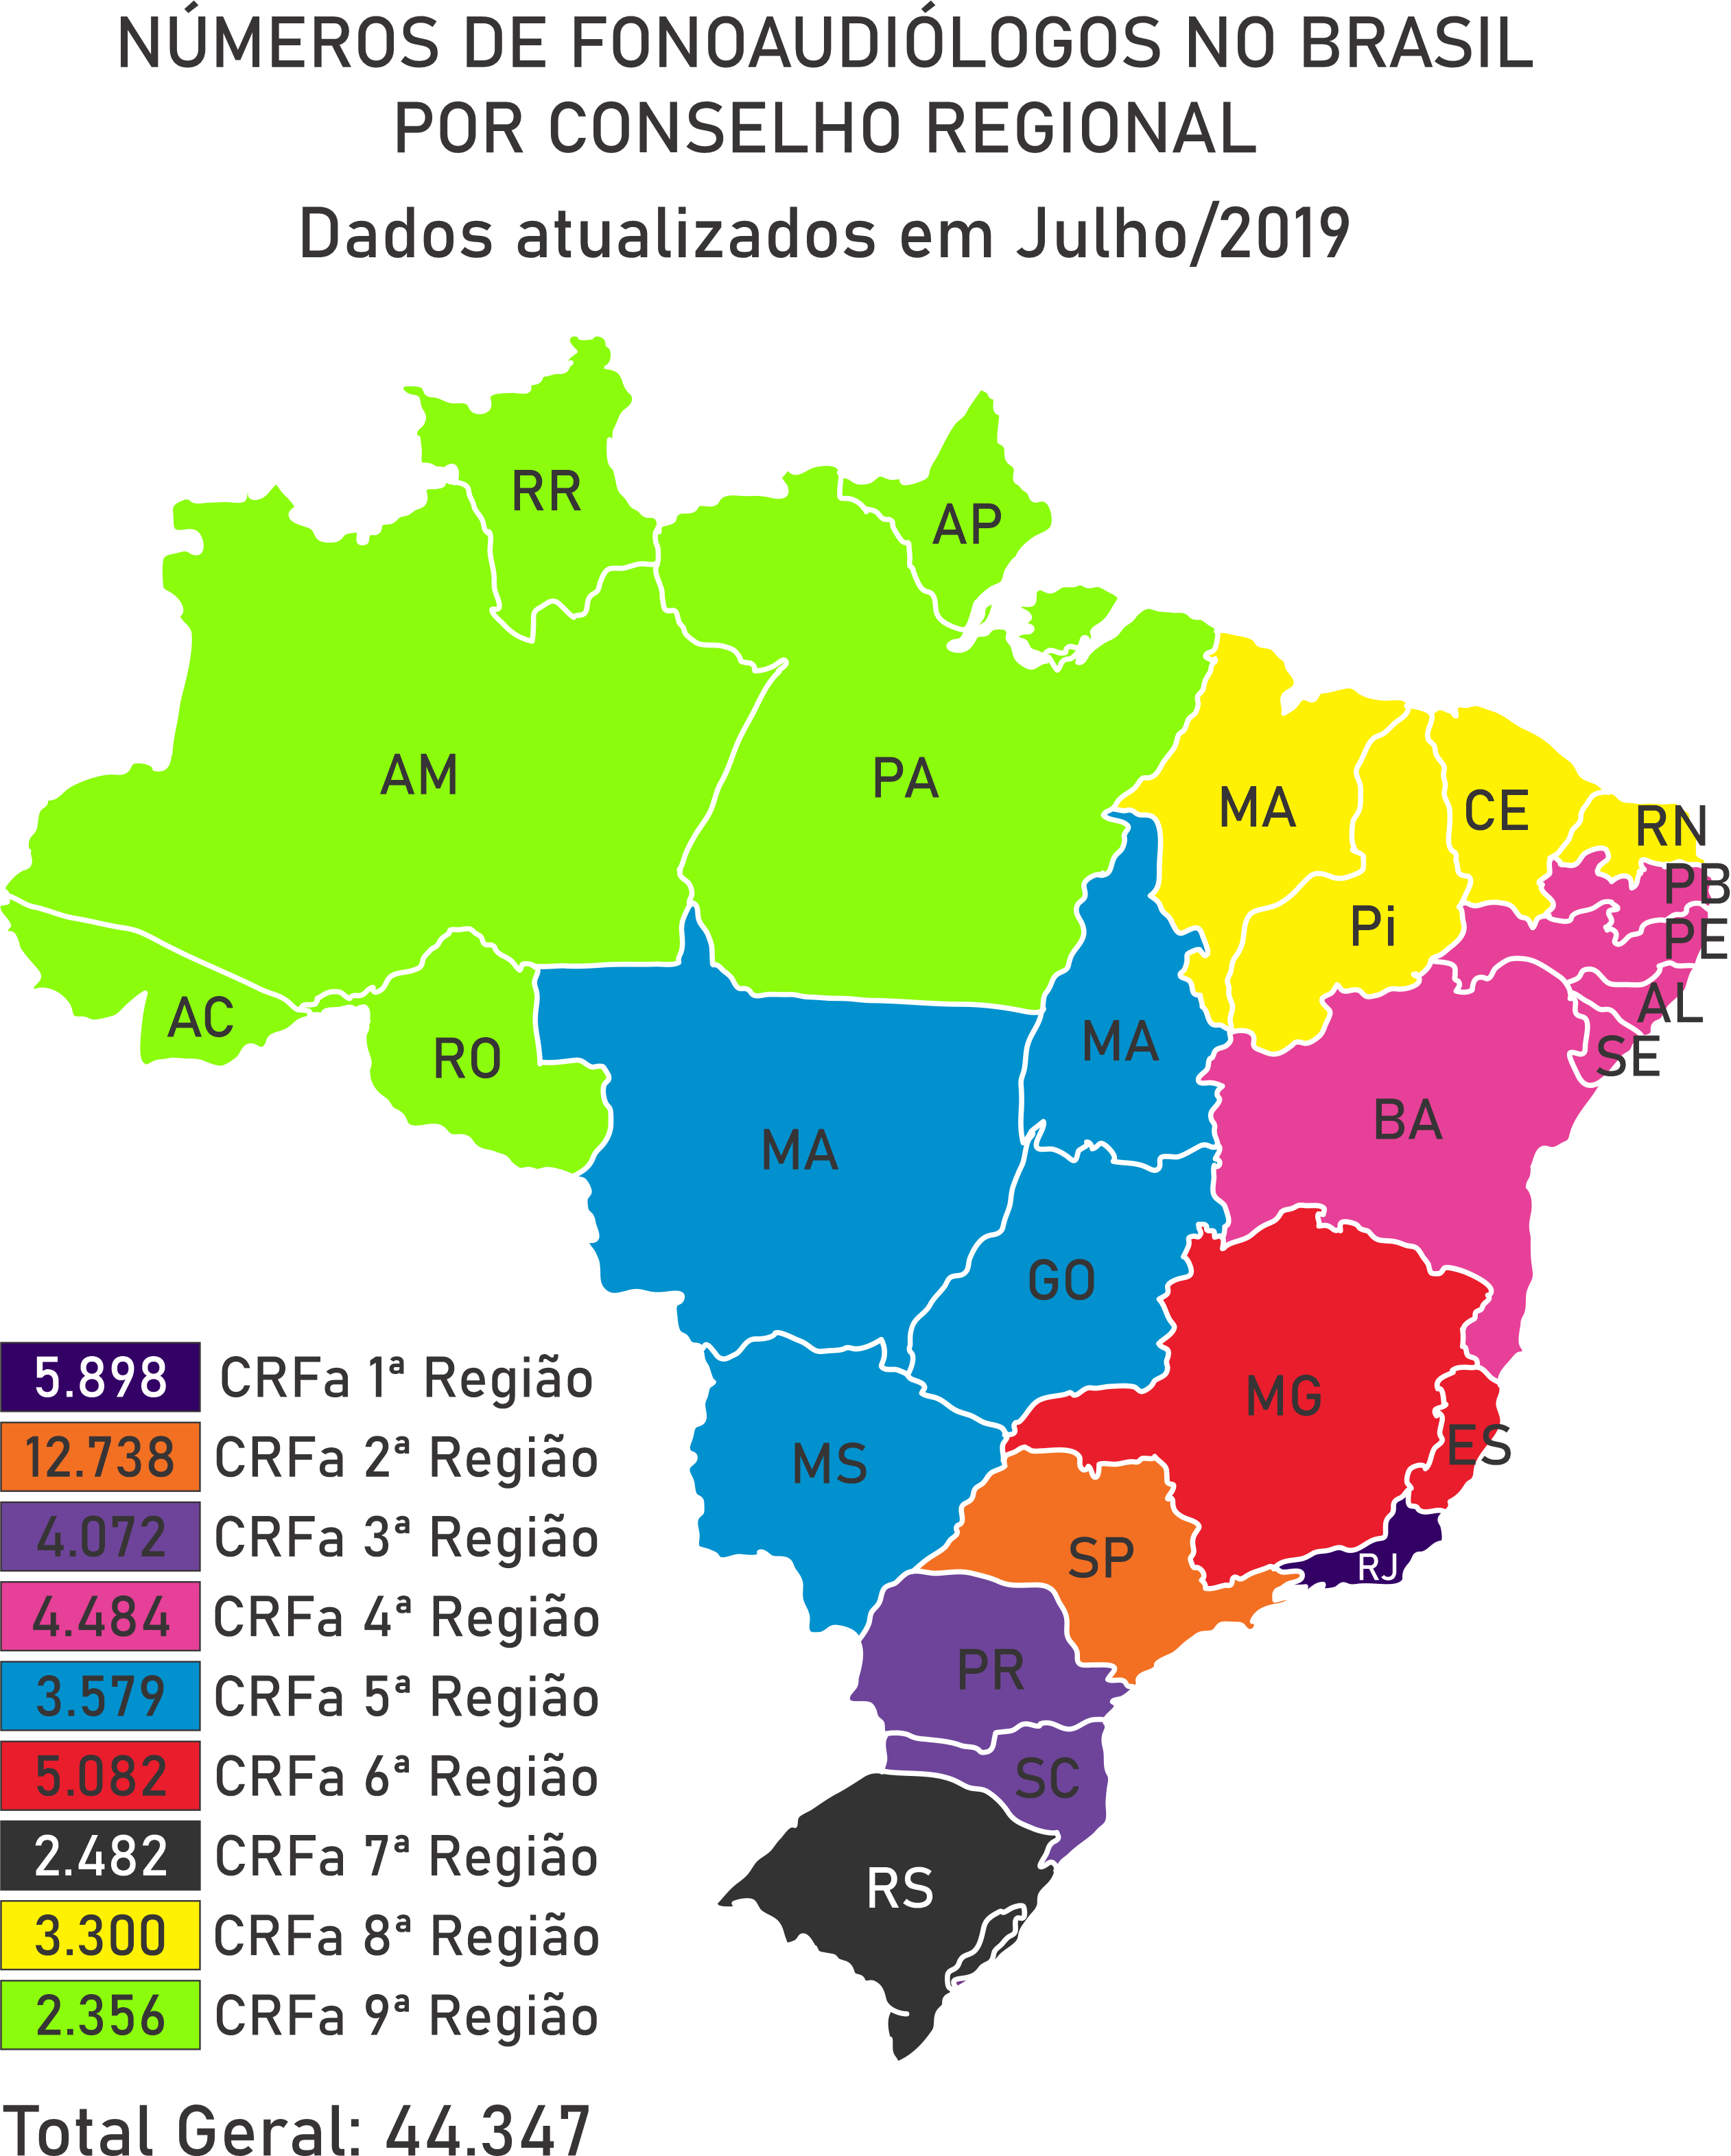 NÚMEROS DE FONOAUDIÓLOGOS NO BRASIL
POR CONSELHO REGIONAL
Dados atualizados em Julho/2019
RR
AP
AM
PA
MA
CE
RN
PB
Pi
PE
AC
AL
RO
MA
SE
BA
MA
GO
MG
ES
MS
SP
RJ
PR
SC
RS
5.898 CRFa 1ª Região
12.738 CRFa 2ª Região
4.072 CRFa 3ª Região
4.484 CRFa 4ª Região
3.579 CRFa 5ª Região
5.082 CRFa 6ª Região
2.482 CRFa 7ª Região
3.300 CRFa 8ª Região
2.356 CRFa 9ª Região
Total Geral: 44.347